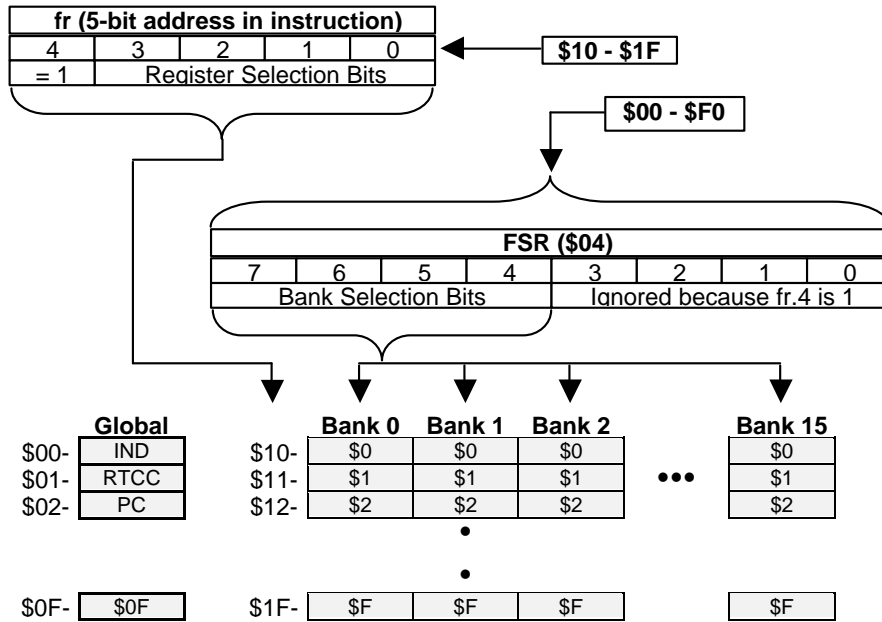 fr (5-bit address in instruction)
4 3 2 1 0
= 1 Register Selection Bits
$10 - $1F
$00 - $F0
FSR ($04)
7 6 5 4 3 2 1 0
Bank Selection Bits Ignored because fr.4 is 1
Global Bank 0 Bank 1 Bank 2 Bank 15
$00- IND $10- $0 $0 $0 $0
$01- RTCC $11- $1 $1 $1 ••• $1
$02- PC $12- $2 $2 $2 $2
•
•
$0F- $0F $1F- $F $F $F $F